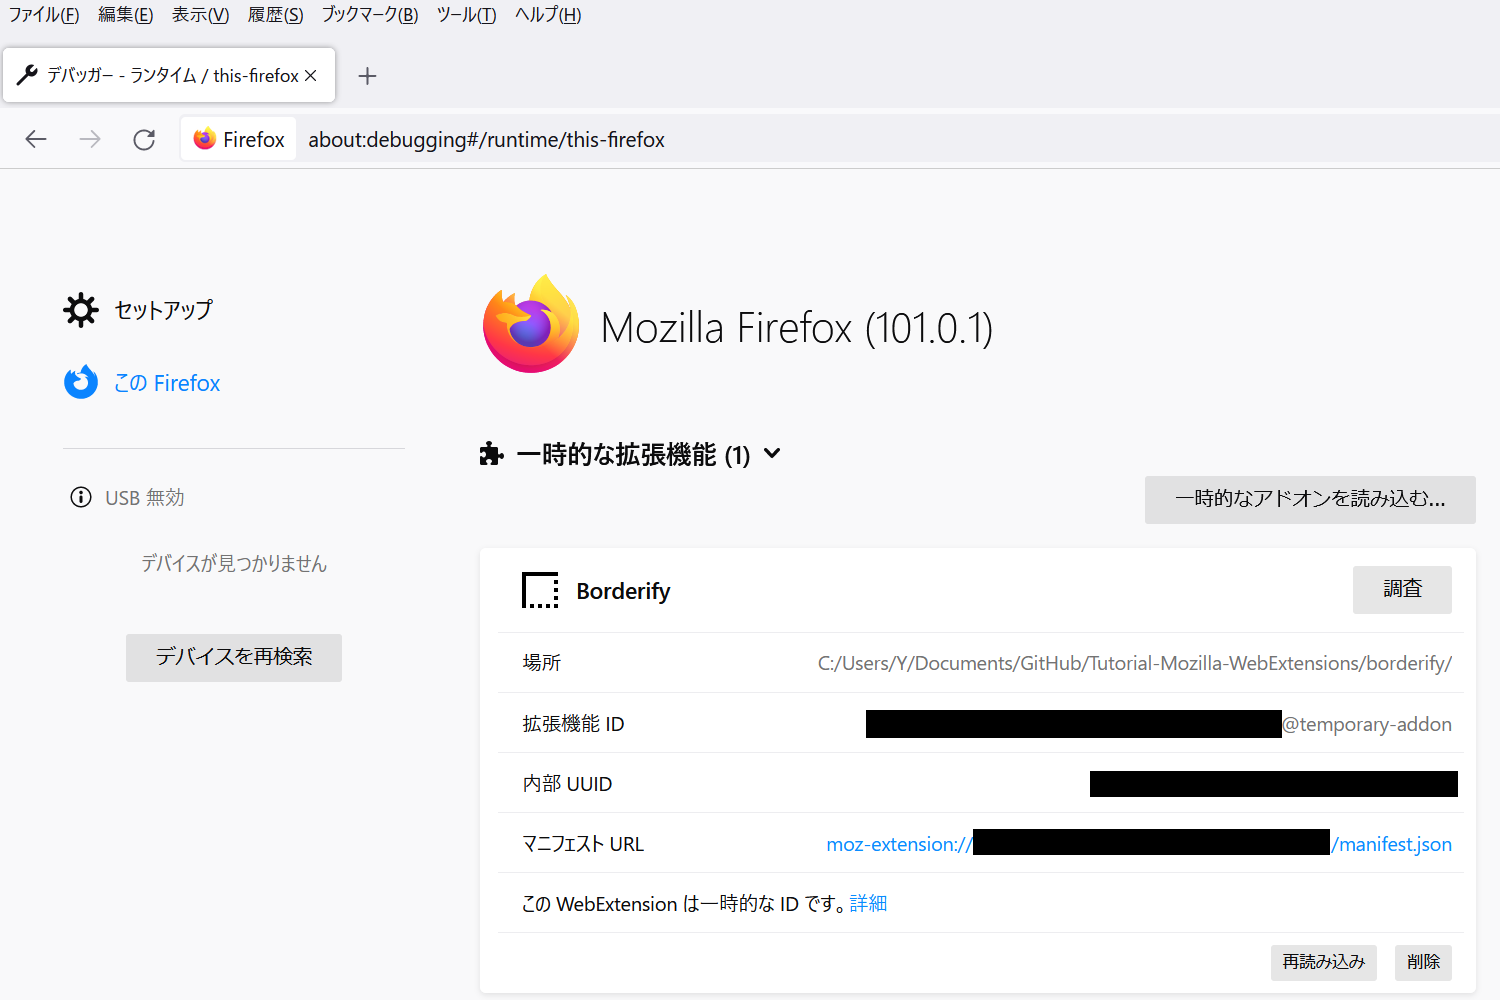 ファイル(F) 編集(E) 表示(V) 履歴(S) ブックマーク(B) ツール(T) ヘルプ(H)
デバッガー - ランタイム / this-firefox
Firefox about:debugging#/runtime/this-firefox
セットアップ
この Firefox
USB 無効
デバイスが見つかりません
デバイスを再検索
Mozilla Firefox (101.0.1)
一時的な拡張機能 (1)
一時的なアドオンを読み込む...
Borderify
調査
場所 C:/Users/Y/Documents/GitHub/Tutorial-Mozilla-WebExtensions/borderify/
拡張機能 ID @temporary-addon
内部 UUID
マニフェスト URL moz-extension:// /manifest.json
この WebExtension は一時的な ID です。詳細
再読み込み 削除